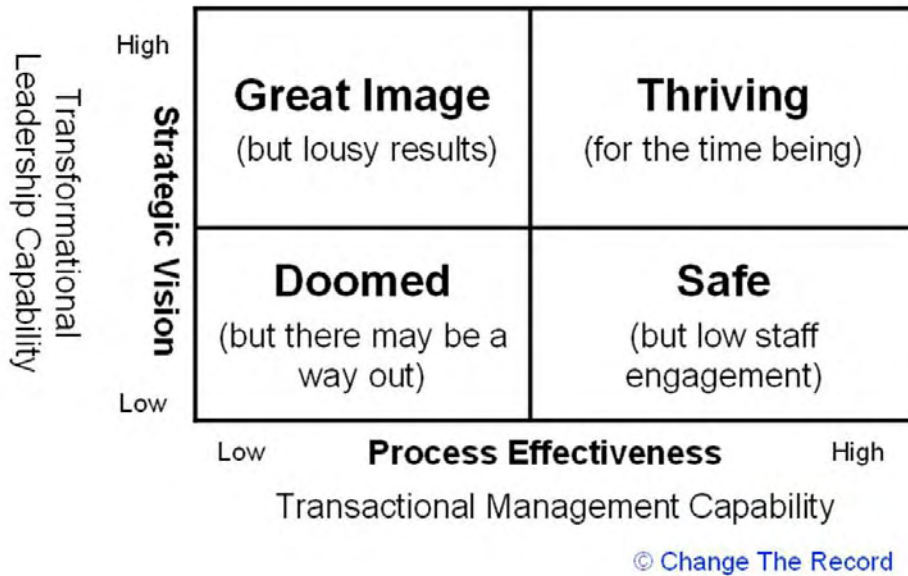 Transformational
Leadership Capability
Strategic Vision
High
Low
Great Image
(but lousy results)
Thriving
(for the time being)
Doomed
(but there may be a
way out)
Safe
(but low staff
engagement)
Low
Process Effectiveness
High
Transactional Management Capability
© Change The Record